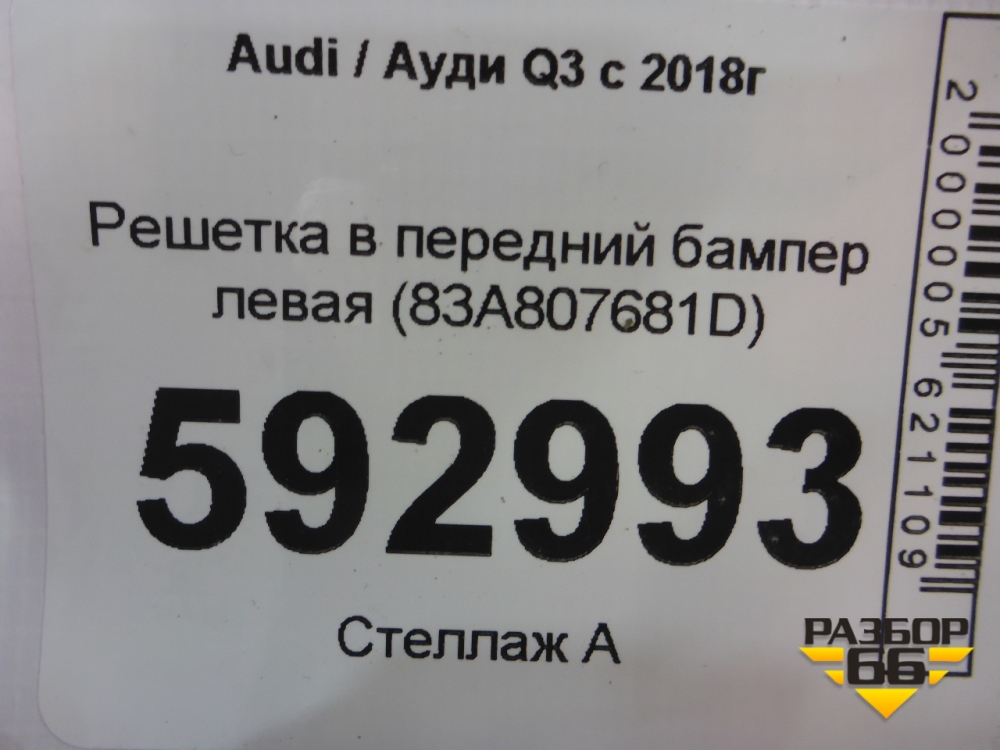 Audi / Ауди Q3 с 2018г
Решетка в передний бампер
левая (83A807681D)
592993
Стеллаж А
2000005621109
РАЗБОР
66